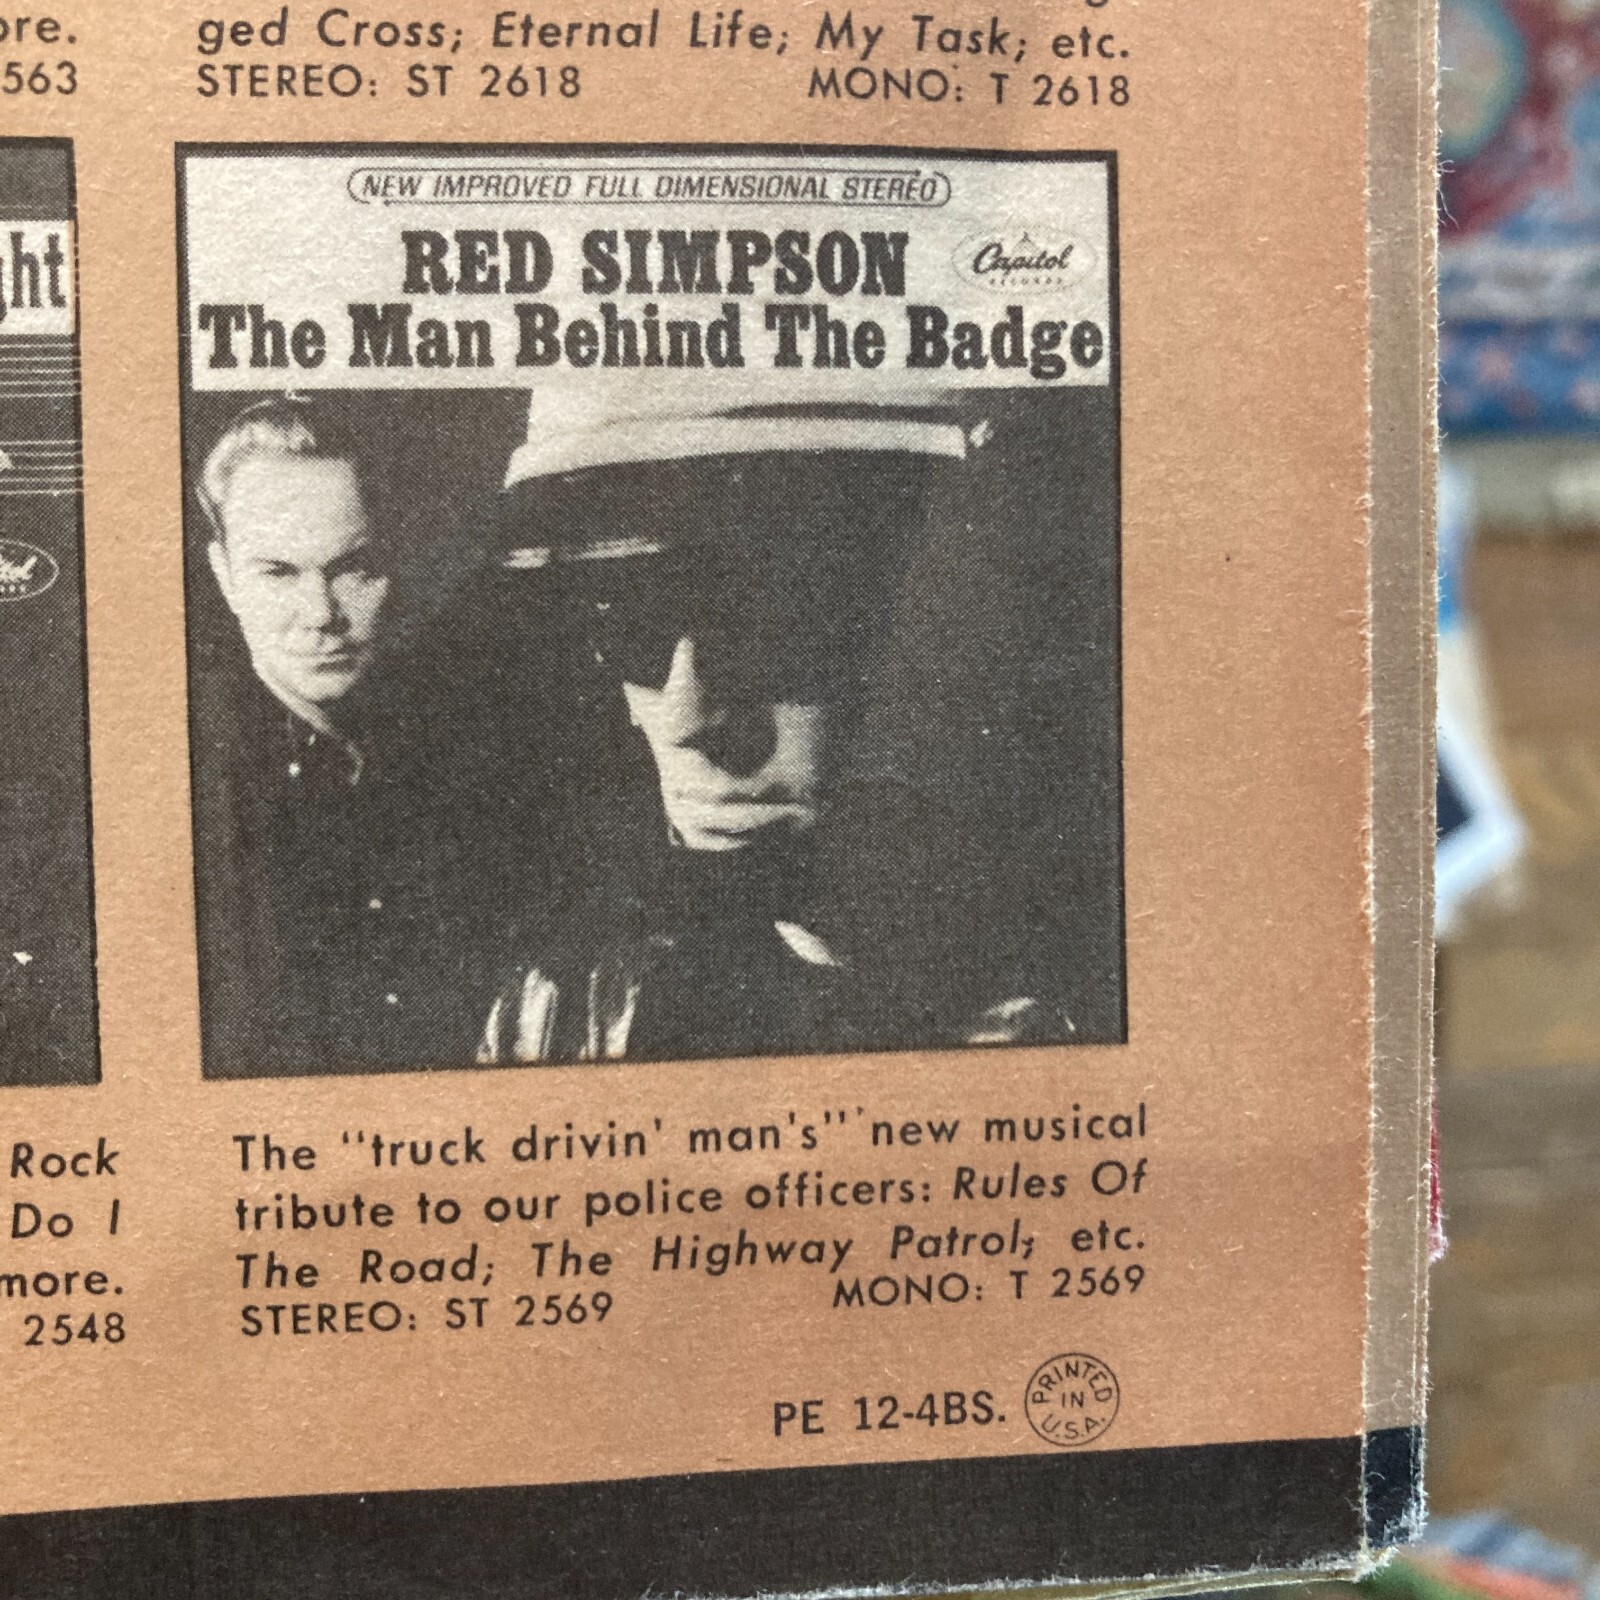 ore.
563
ged Cross; Eternal Life; My Task; etc.
STEREO: ST 2618 MONO: T 2618
ght
NEW IMPROVED FULL DIMENSIONAL STEREO
RED SIMPSON
Capitol
RECORDS
The Man Behind The Badge
Rock
Do I
more.
2548
The "truck drivin' man's" new musical
tribute to our police officers: Rules Of
The Road; The Highway Patrol; etc.
STEREO: ST 2569 MONO: T 2569
PE 12-4BS.
PRINTED
IN
U.S.A.